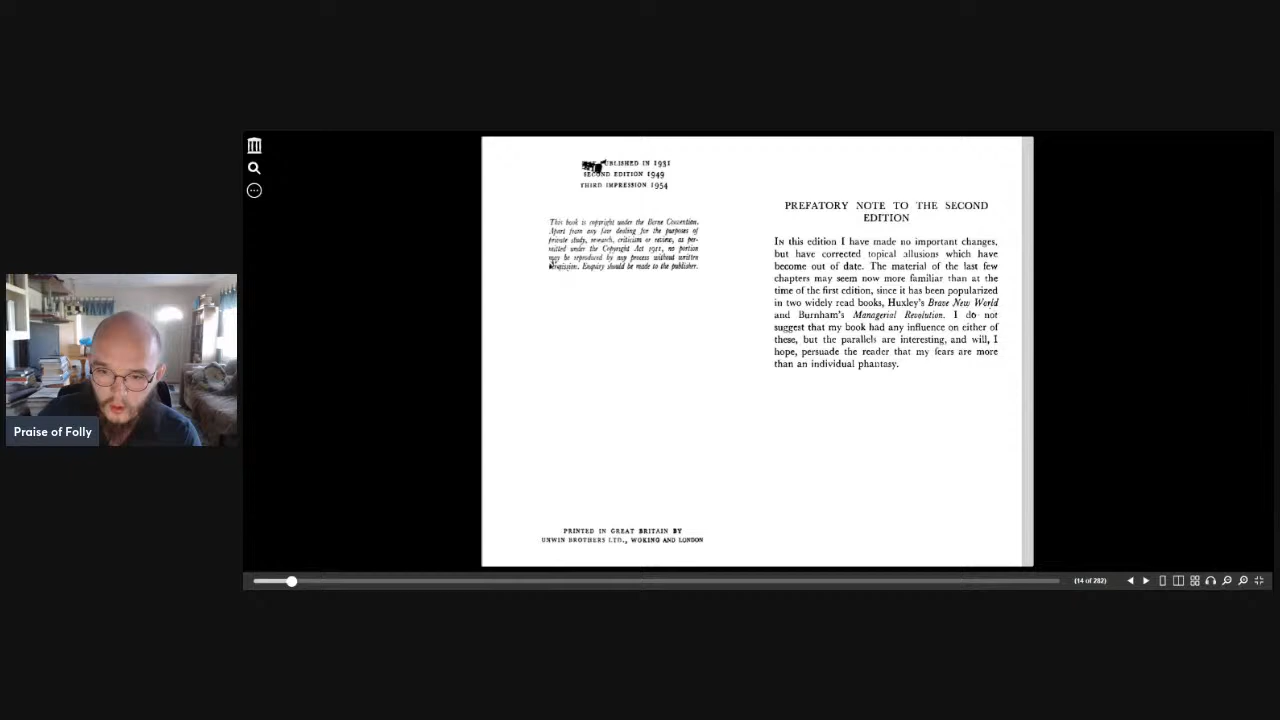 PUBLISHED IN 1931
SECOND EDITION 1949
THIRD IMPRESSION 1954
This book is copyright under the Berne Convention.
Apart from any fair dealing for the purposes of
private study, research, criticism or review, as per-
mitted under the Copyright Act 1911, no portion
may be reproduced by any process without written
permission. Enquiry should be made to the publisher.
PRINTED IN GREAT BRITAIN BY
UNWIN BROTHERS LTD., WOKING AND LONDON
PREFATORY NOTE TO THE SECOND
EDITION
IN this edition I have made no important changes,
but have corrected topical allusions which have
become out of date. The material of the last few
chapters may seem now more familiar than at the
time of the first edition, since it has been popularized
in two widely read books, Huxley's Brave New World
and Burnham's Managerial Revolution. I do not
suggest that my book had any influence on either of
these, but the parallels are interesting, and will, I
hope, persuade the reader that my fears are more
than an individual phantasy.
Praise of Folly
(14 of 282)